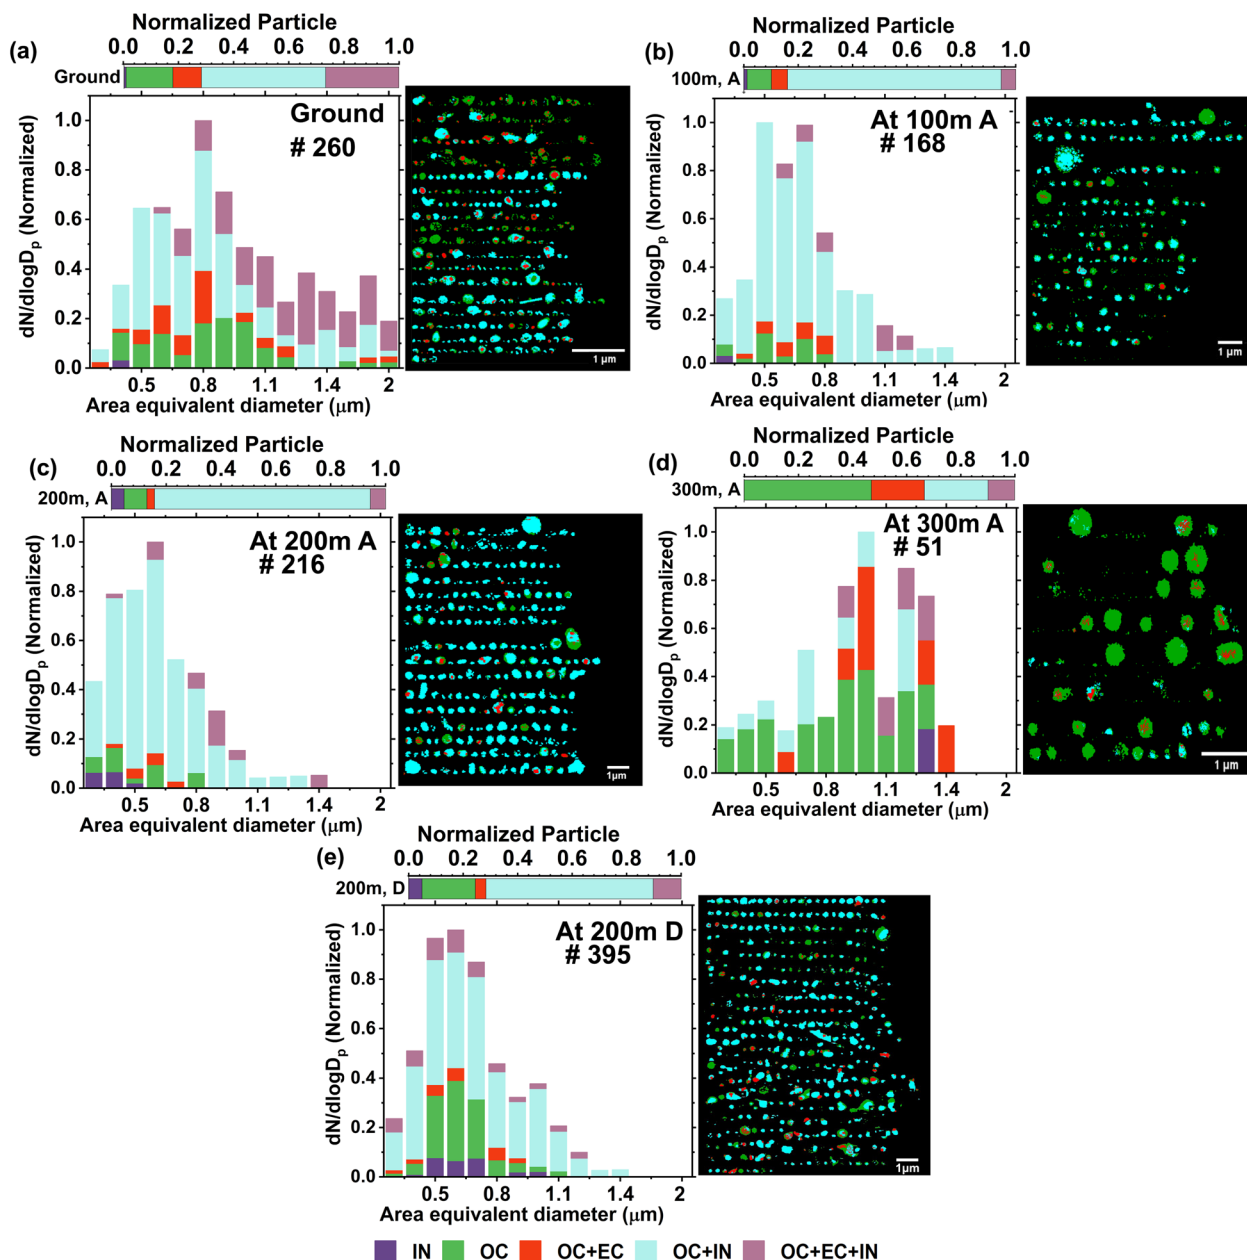 Normalized Particle
(a)
0.0 0.2 0.4 0.6 0.8 1.0
Ground
Ground
# 260
dN/dlogDp (Normalized)
1.0
0.8
0.6
0.4
0.2
0.0
0.5 0.8 1.1 1.4 2
Area equivalent diameter (μm)
1 μm
Normalized Particle
(b)
0.0 0.2 0.4 0.6 0.8 1.0
100m, A
At 100m A
# 168
dN/dlogDp (Normalized)
1.0
0.8
0.6
0.4
0.2
0.0
0.5 0.8 1.1 1.4 2
Area equivalent diameter (μm)
1 μm
Normalized Particle
(c)
0.0 0.2 0.4 0.6 0.8 1.0
200m, A
At 200m A
# 216
dN/dlogDp (Normalized)
1.0
0.8
0.6
0.4
0.2
0.0
0.5 0.8 1.1 1.4 2
Area equivalent diameter (μm)
1μm
Normalized Particle
(d)
0.0 0.2 0.4 0.6 0.8 1.0
300m, A
At 300m A
# 51
dN/dlogDp (Normalized)
1.0
0.8
0.6
0.4
0.2
0.0
0.5 0.8 1.1 1.4 2
Area equivalent diameter (μm)
1 μm
Normalized Particle
(e)
0.0 0.2 0.4 0.6 0.8 1.0
200m, D
At 200m D
# 395
dN/dlogDp (Normalized)
1.0
0.8
0.6
0.4
0.2
0.0
0.5 0.8 1.1 1.4 2
Area equivalent diameter (μm)
1μm
IN OC OC+EC OC+IN OC+EC+IN